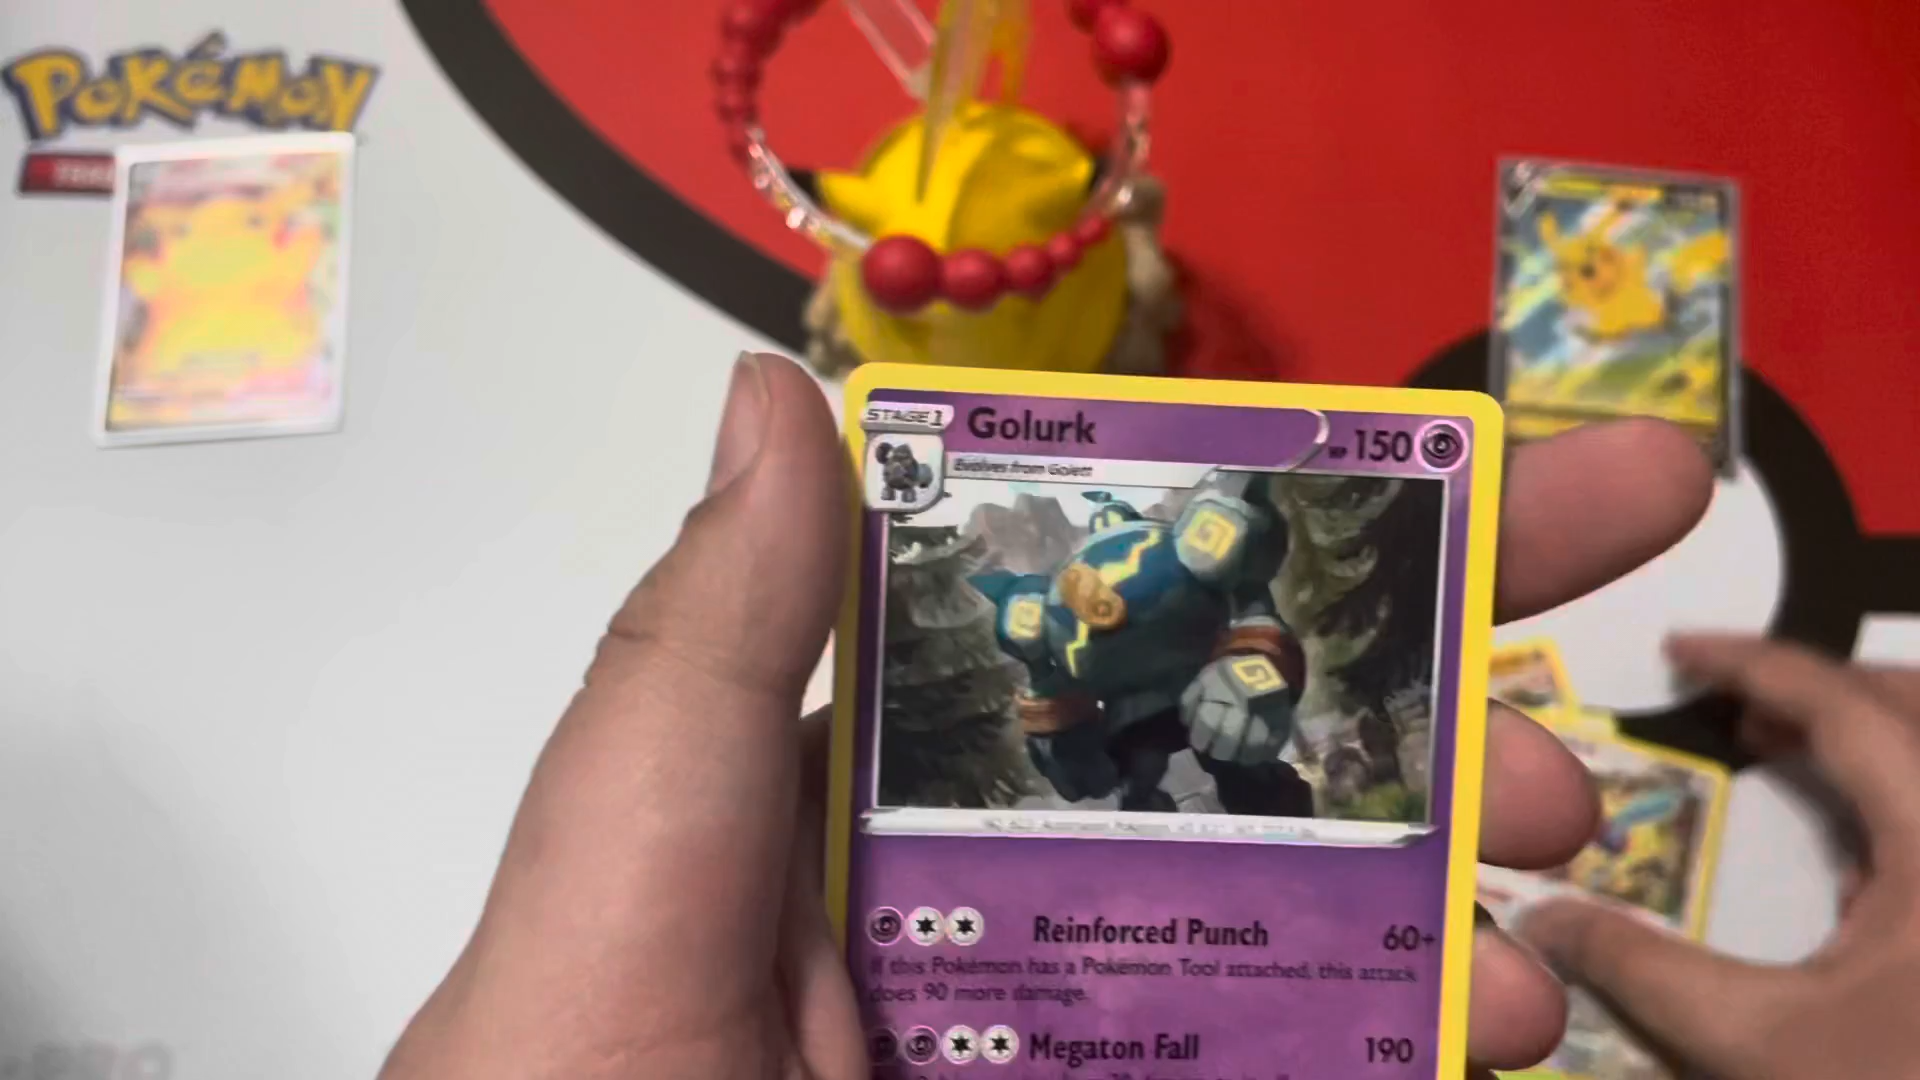 Pokémon
STAGE 1
Golurk
HP 150
Evolves from Golett
Reinforced Punch 60+
If this Pokémon has a Pokémon Tool attached, this attack
does 90 more damage.
Megaton Fall 190